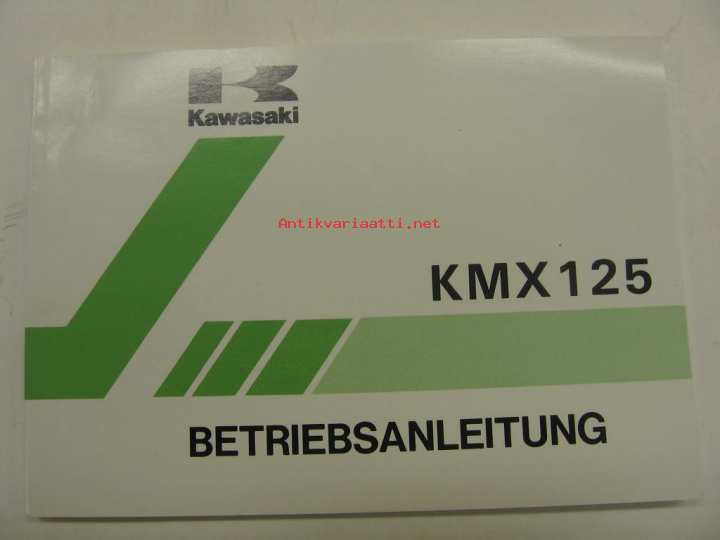 Kawasaki
Antikvariaatti.net
KMX125
BETRIEBSANLEITUNG